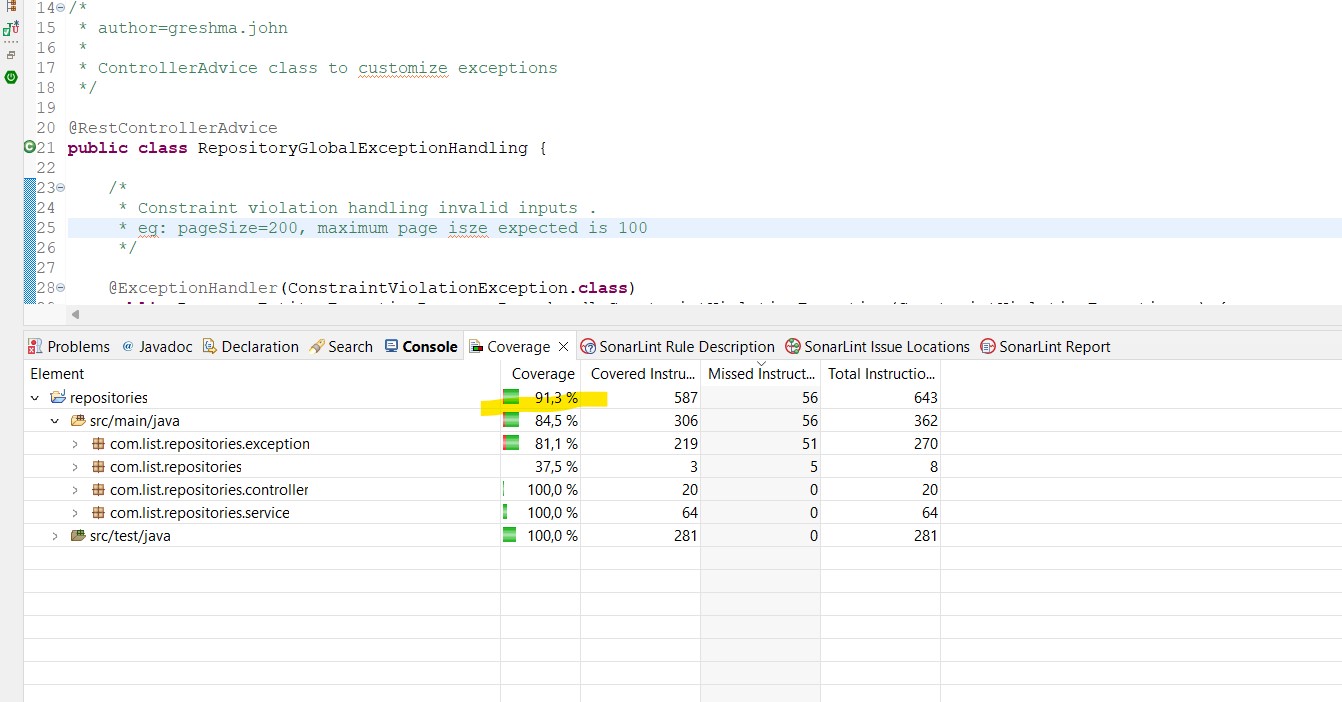 14 /*
15  * author=greshma.john
16  *
17  * ControllerAdvice class to customize exceptions
18  */
19
20 @RestControllerAdvice
21 public class RepositoryGlobalExceptionHandling {
22
23 /*
24  * Constraint violation handling invalid inputs .
25  * eg: pageSize=200, maximum page isze expected is 100
26  */
27
28 @ExceptionHandler(ConstraintViolationException.class)
Problems @ Javadoc Declaration Search Console Coverage SonarLint Rule Description SonarLint Issue Locations SonarLint Report
Element Coverage Covered Instru... Missed Instruct... Total Instructio...
repositories 91,3 % 587 56 643
src/main/java 84,5 % 306 56 362
com.list.repositories.exception 81,1 % 219 51 270
com.list.repositories 37,5 % 3 5 8
com.list.repositories.controller 100,0 % 20 0 20
com.list.repositories.service 100,0 % 64 0 64
src/test/java 100,0 % 281 0 281